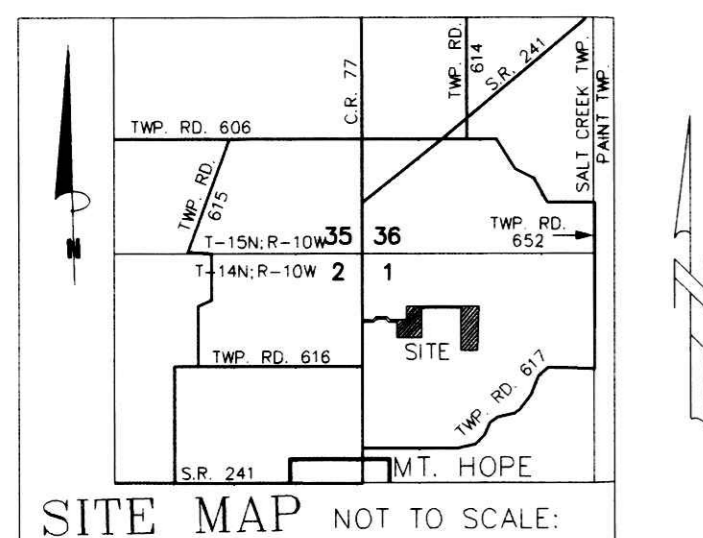 C.R. 77
TWP. RD.
614
S.R. 241
SALT CREEK TWP.
PAINT TWP.
TWP. RD. 606
TWP. RD.
615
TWP. RD.
652
N
T-15N; R-10W
35
36
T-14N; R-10W
2
1
SITE
TWP. RD. 616
TWP. RD. 617
S.R. 241
MT. HOPE
SITE MAP NOT TO SCALE: